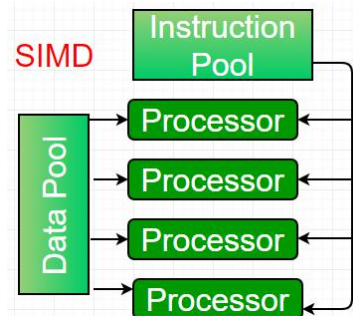 SIMD
Instruction
Pool
Data Pool
Processor
Processor
Processor
Processor